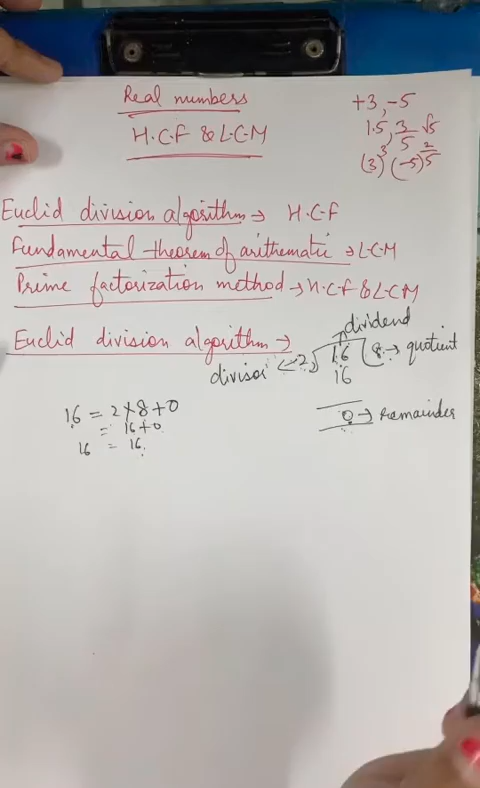 Real numbers
H.C.F & L.C.M
+3, -5
1.5, 3/5 √5
(3)³ (-5)^2/5
Euclid division algorithm → H.C.F
Fundamental theorem of arithematic → L.C.M
Prime factorization method → H.C.F & L.C.M
Euclid division algorithm →
dividend
divisor ← 2) 16 (8 → quotient
16
0 → remainder
16 = 2 × 8 + 0
= 16 + 0
16 = 16